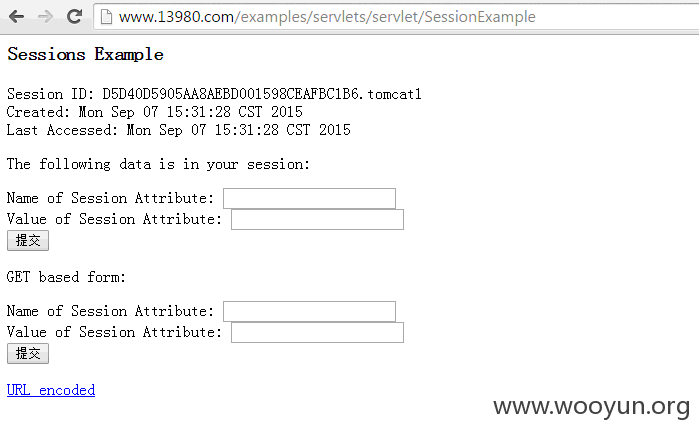 www.13980.com/examples/servlets/servlet/SessionExample
Sessions Example
Session ID: D5D40D5905AA8AEBD001598CEAFBC1B6.tomcat1
Created: Mon Sep 07 15:31:28 CST 2015
Last Accessed: Mon Sep 07 15:31:28 CST 2015
The following data is in your session:
Name of Session Attribute:
Value of Session Attribute:
提交
GET based form:
Name of Session Attribute:
Value of Session Attribute:
提交
URL encoded
www.wooyun.org